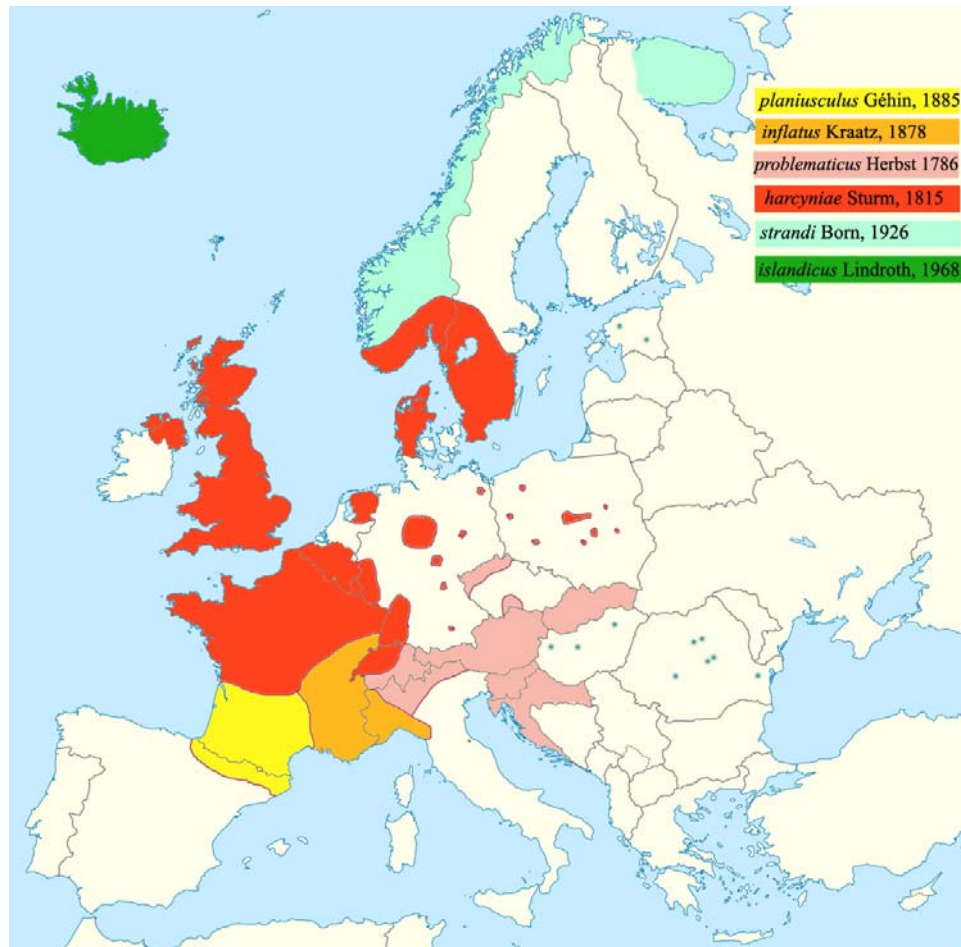 planiusculus Géhin, 1885
inflatus Kraatz, 1878
problematicus Herbst 1786
harcyniae Sturm, 1815
strandi Born, 1926
islandicus Lindroth, 1968